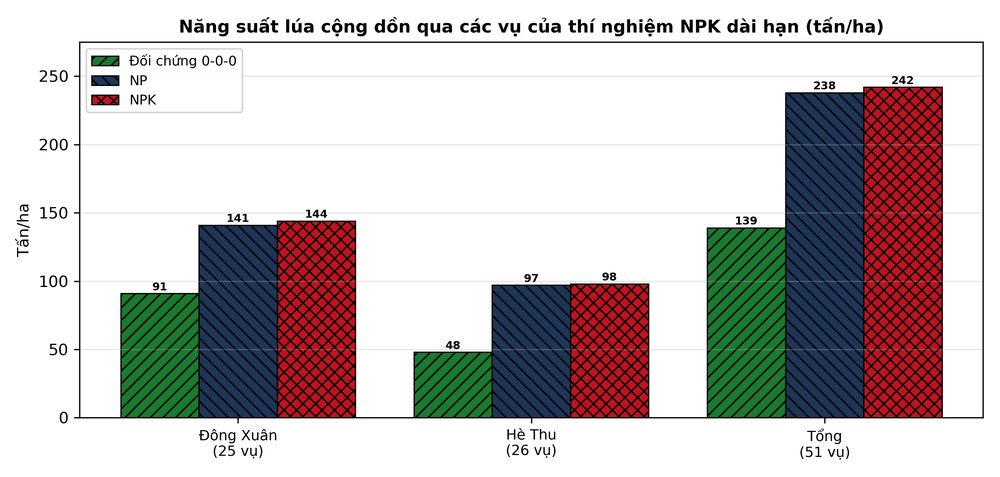 Năng suất lúa cộng dồn qua các vụ của thí nghiệm NPK dài hạn (tấn/ha)
Đối chứng 0-0-0
NP
NPK
Tấn/ha
250
200
150
100
50
0
91
141
144
48
97
98
139
238
242
Đông Xuân
(25 vụ)
Hè Thu
(26 vụ)
Tổng
(51 vụ)